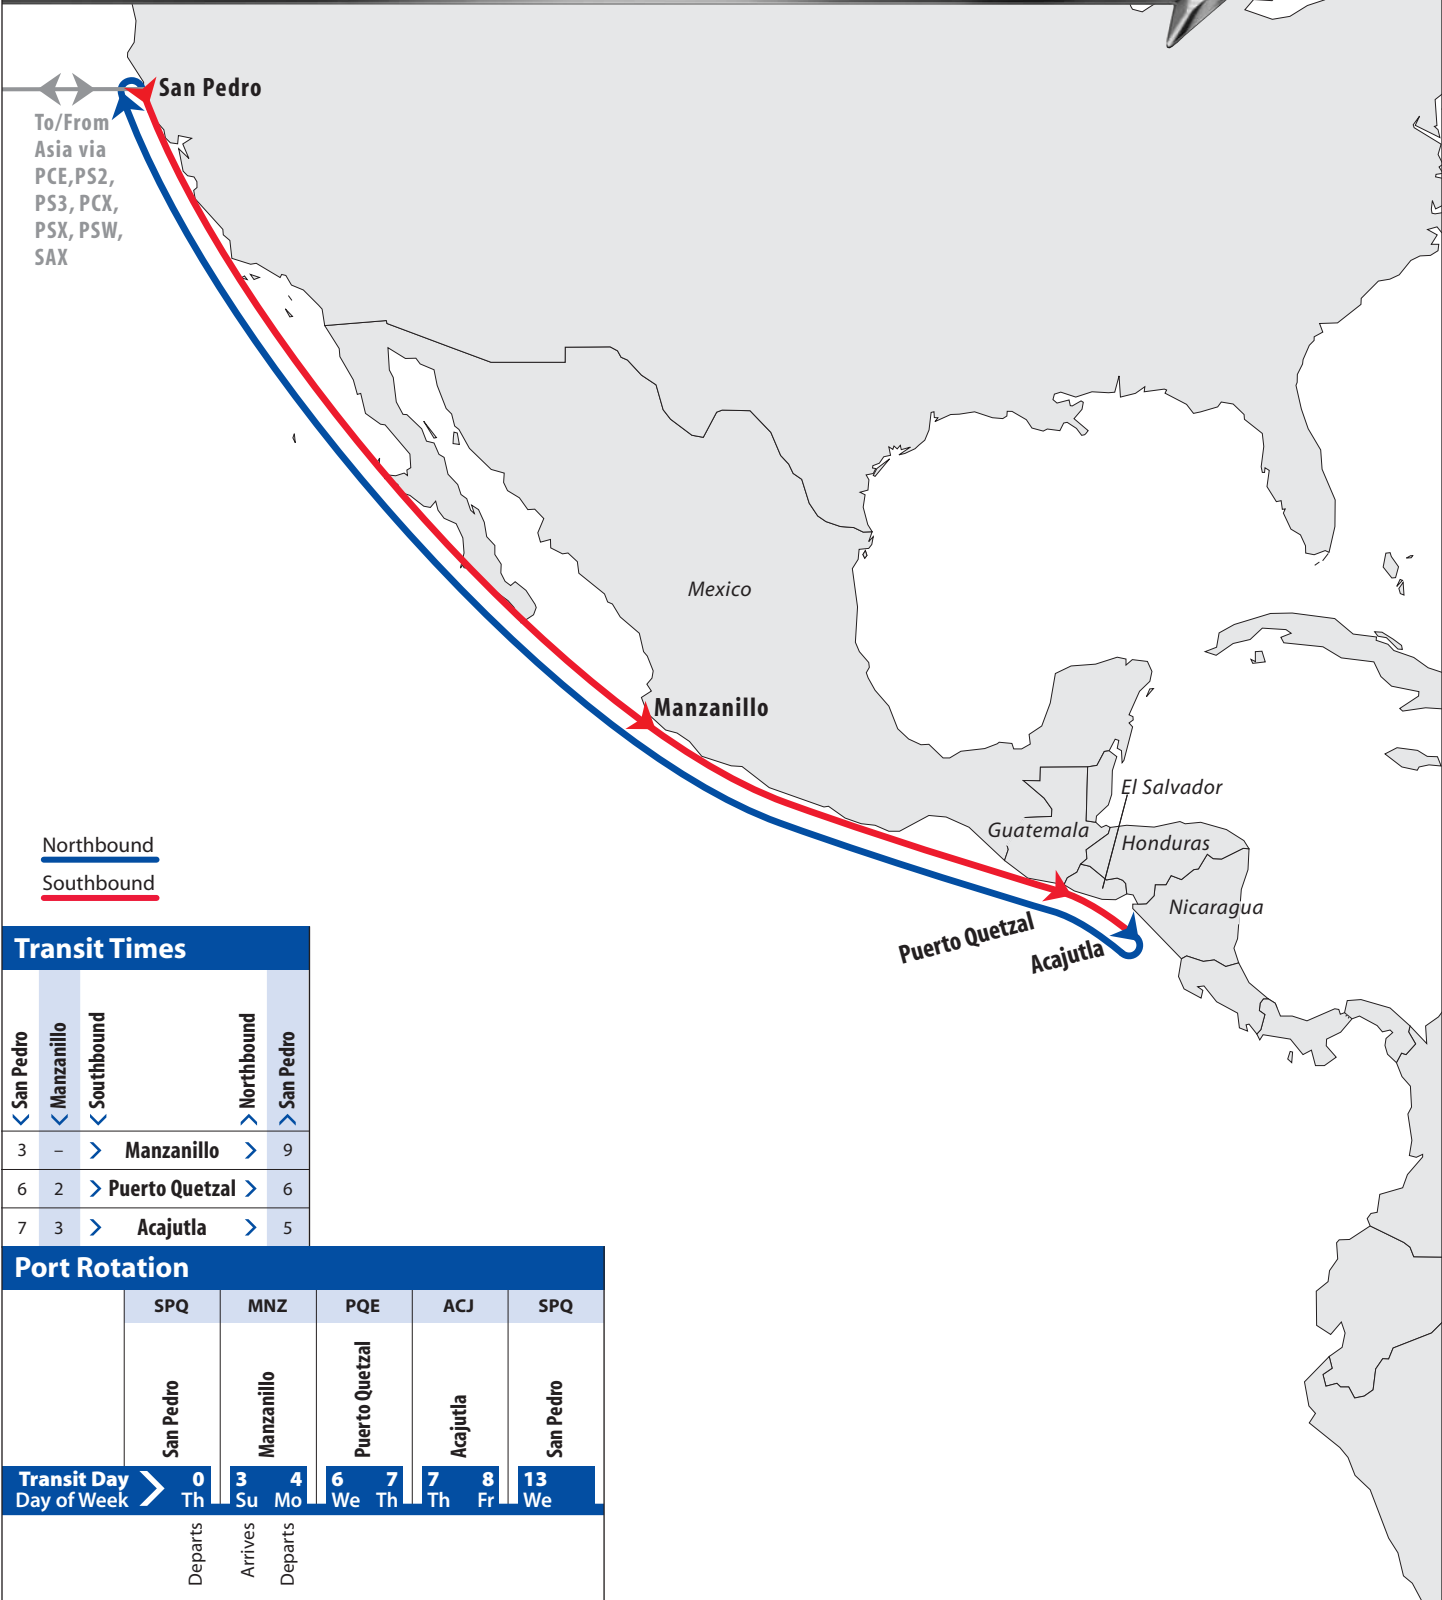 San Pedro
To/From
Asia via
PCE,PS2,
PS3, PCX,
PSX, PSW,
SAX
Mexico
Manzanillo
El Salvador
Guatemala
Honduras
Nicaragua
Puerto Quetzal
Acajutla
Northbound
Southbound
Transit Times
San Pedro
Manzanillo
Southbound
Northbound
San Pedro
3 – Manzanillo 9
6 2 Puerto Quetzal 6
7 3 Acajutla 5
Port Rotation
SPQ MNZ PQE ACJ SPQ
San Pedro
Manzanillo
Puerto Quetzal
Acajutla
San Pedro
Transit Day 0 3 4 6 7 7 8 13
Day of Week Th Su Mo We Th Th Fr We
Departs
Arrives
Departs